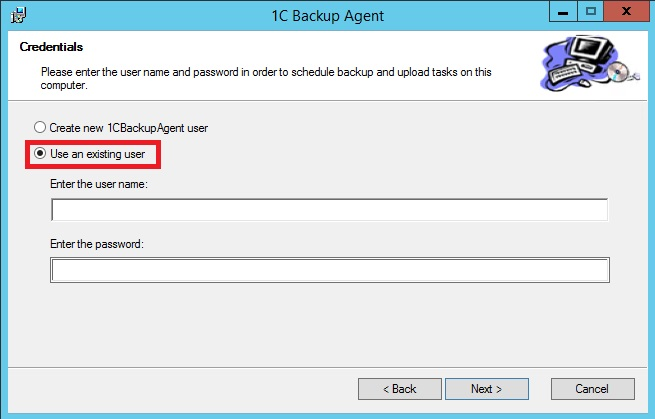 1C Backup Agent
Credentials
Please enter the user name and password in order to schedule backup and upload tasks on this
computer.
Create new 1CBackupAgent user
Use an existing user
Enter the user name:
Enter the password:
< Back
Next >
Cancel